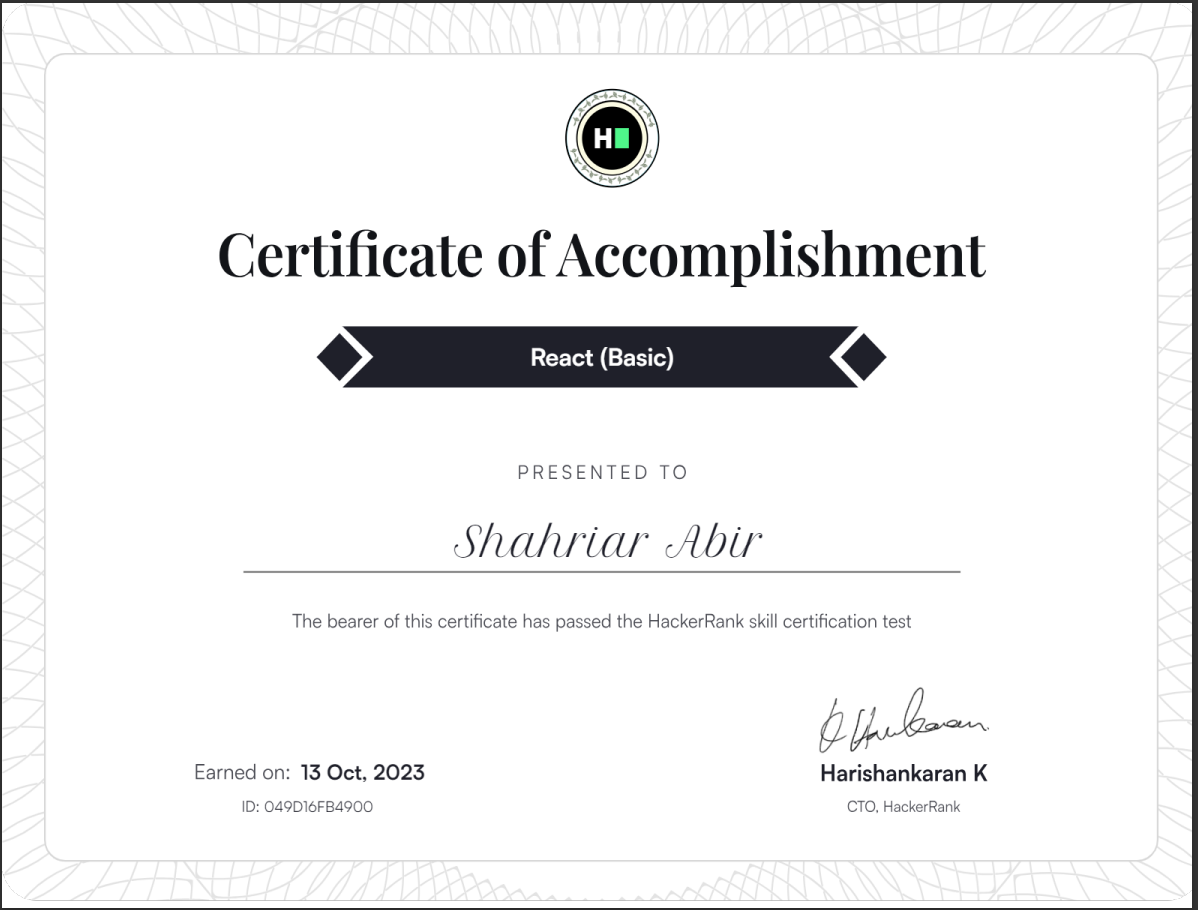 H
Certificate of Accomplishment
React (Basic)
PRESENTED TO
Shahriar Abir
The bearer of this certificate has passed the HackerRank skill certification test
Earned on: 13 Oct, 2023
ID: 049D16FB4900
Harishankaran K
CTO, HackerRank